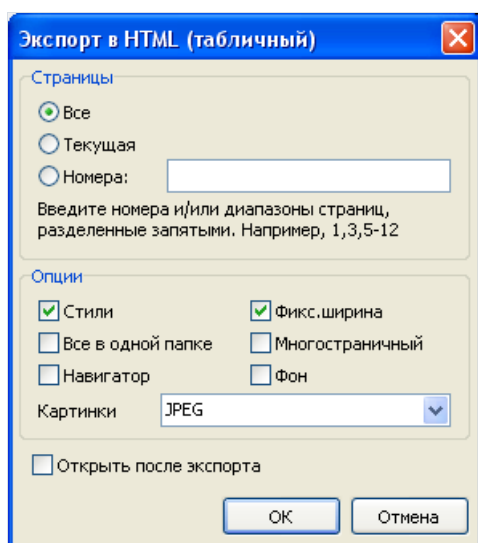 Экспорт в HTML (табличный)
Страницы
Все
Текущая
Номера:
Введите номера и/или диапазоны страниц,
разделенные запятыми. Например, 1,3,5-12
Опции
Стили
Фикс.ширина
Все в одной папке
Многостраничный
Навигатор
Фон
Картинки
JPEG
Открыть после экспорта
ОК
Отмена